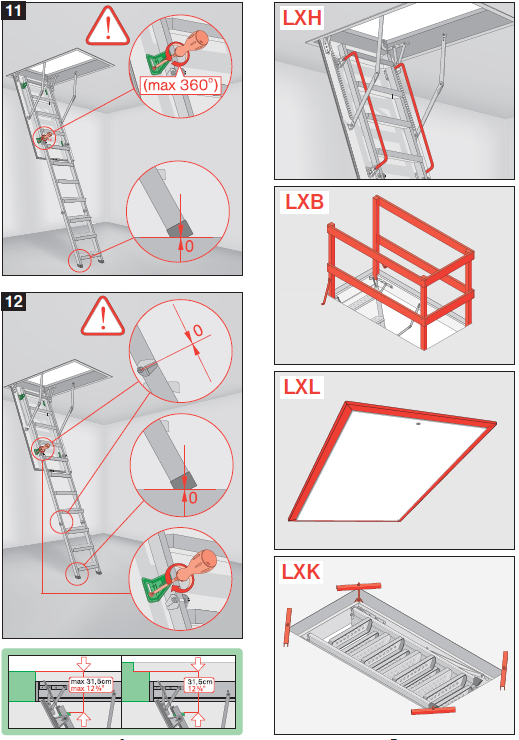 11
(max 360°)
0
12
0
0
max 31,5cm
max 12⅜"
31,5cm
12⅜"
LXH
LXB
LXL
LXK